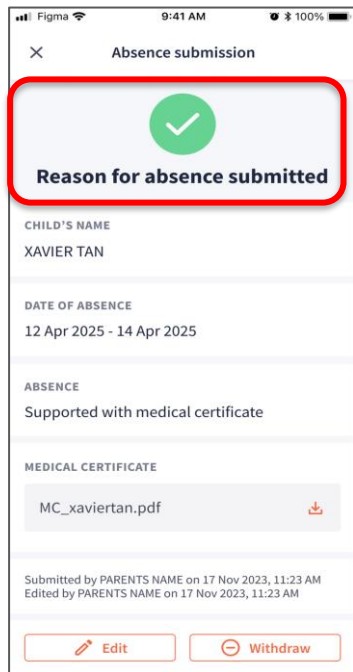 Figma 9:41 AM 100%
Absence submission
Reason for absence submitted
CHILD'S NAME
XAVIER TAN
DATE OF ABSENCE
12 Apr 2025 - 14 Apr 2025
ABSENCE
Supported with medical certificate
MEDICAL CERTIFICATE
MC_xaviertan.pdf
Submitted by PARENTS NAME on 17 Nov 2023, 11:23 AM
Edited by PARENTS NAME on 17 Nov 2023, 11:23 AM
Edit Withdraw